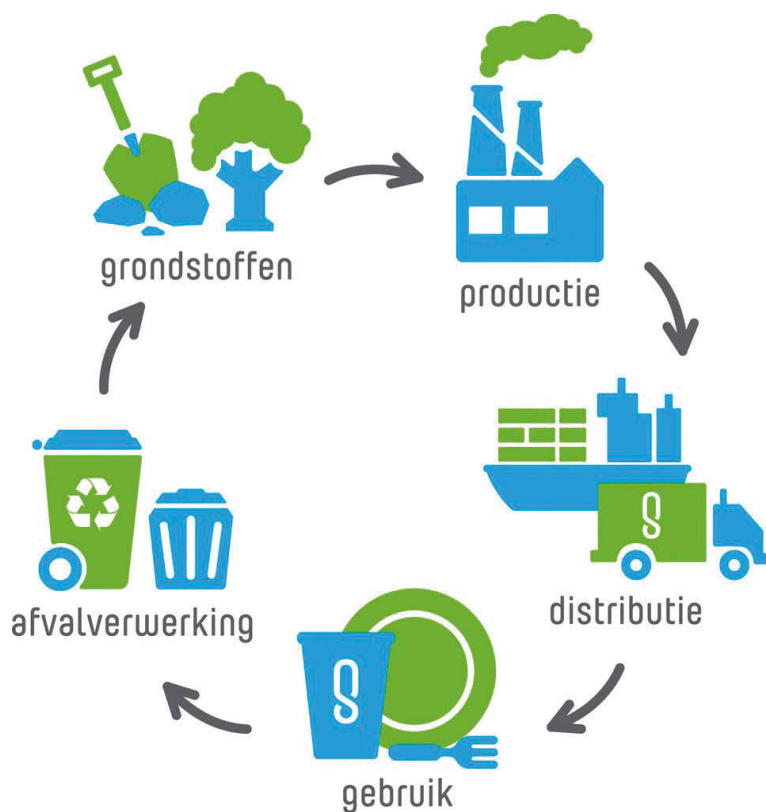 grondstoffen
productie
distributie
gebruik
afvalverwerking